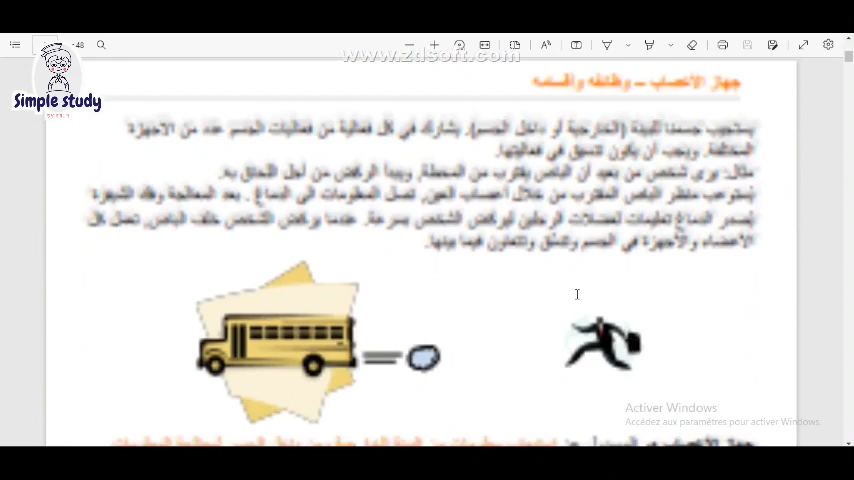 48
www.zdsoft.com
Simple study
جهاز الأعصاب – وظائفه وأقسامه
يستجيب جسمنا للبيئة (الخارجية أو داخل الجسم). يشارك في كل فعالية من فعاليات الجسم عدد من الأجهزة
المختلفة. ويجب أن يكون تنسيق في فعاليتها.
مثال: يرى شخص من بعيد أن الباص يقترب من المحطة، ويبدأ الركض من أجل اللحاق به.
يُستوعب منظر الباص المقترب من خلال أعصاب العين، تصل المعلومات إلى الدماغ. بعد المعالجة وفك الشيفرة
يُصدر الدماغ تعليمات لعضلات الرجلين ليركض الشخص بسرعة. عندما يركض الشخص خلف الباص، تعمل كل
الأعضاء والأجهزة في الجسم وتنسّق وتتعاون فيما بينها.
Activer Windows
Accédez aux paramètres pour activer Windows.